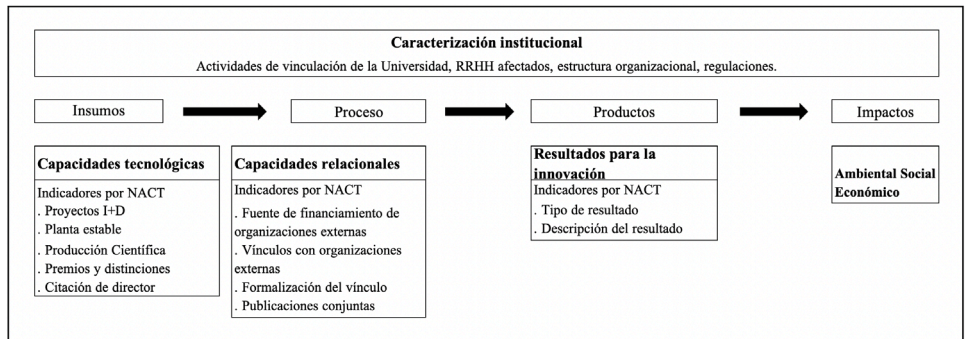 Caracterización institucional
Actividades de vinculación de la Universidad, RRHH afectados, estructura organizacional, regulaciones.
Insumos
Proceso
Productos
Impactos
Capacidades tecnológicas
Indicadores por NACT
. Proyectos I+D
. Planta estable
. Producción Científica
. Premios y distinciones
. Citación de director
Capacidades relacionales
Indicadores por NACT
. Fuente de financiamiento de
organizaciones externas
. Vínculos con organizaciones
externas
. Formalización del vínculo
. Publicaciones conjuntas
Resultados para la
innovación
Indicadores por NACT
. Tipo de resultado
. Descripción del resultado
Ambiental Social
Económico